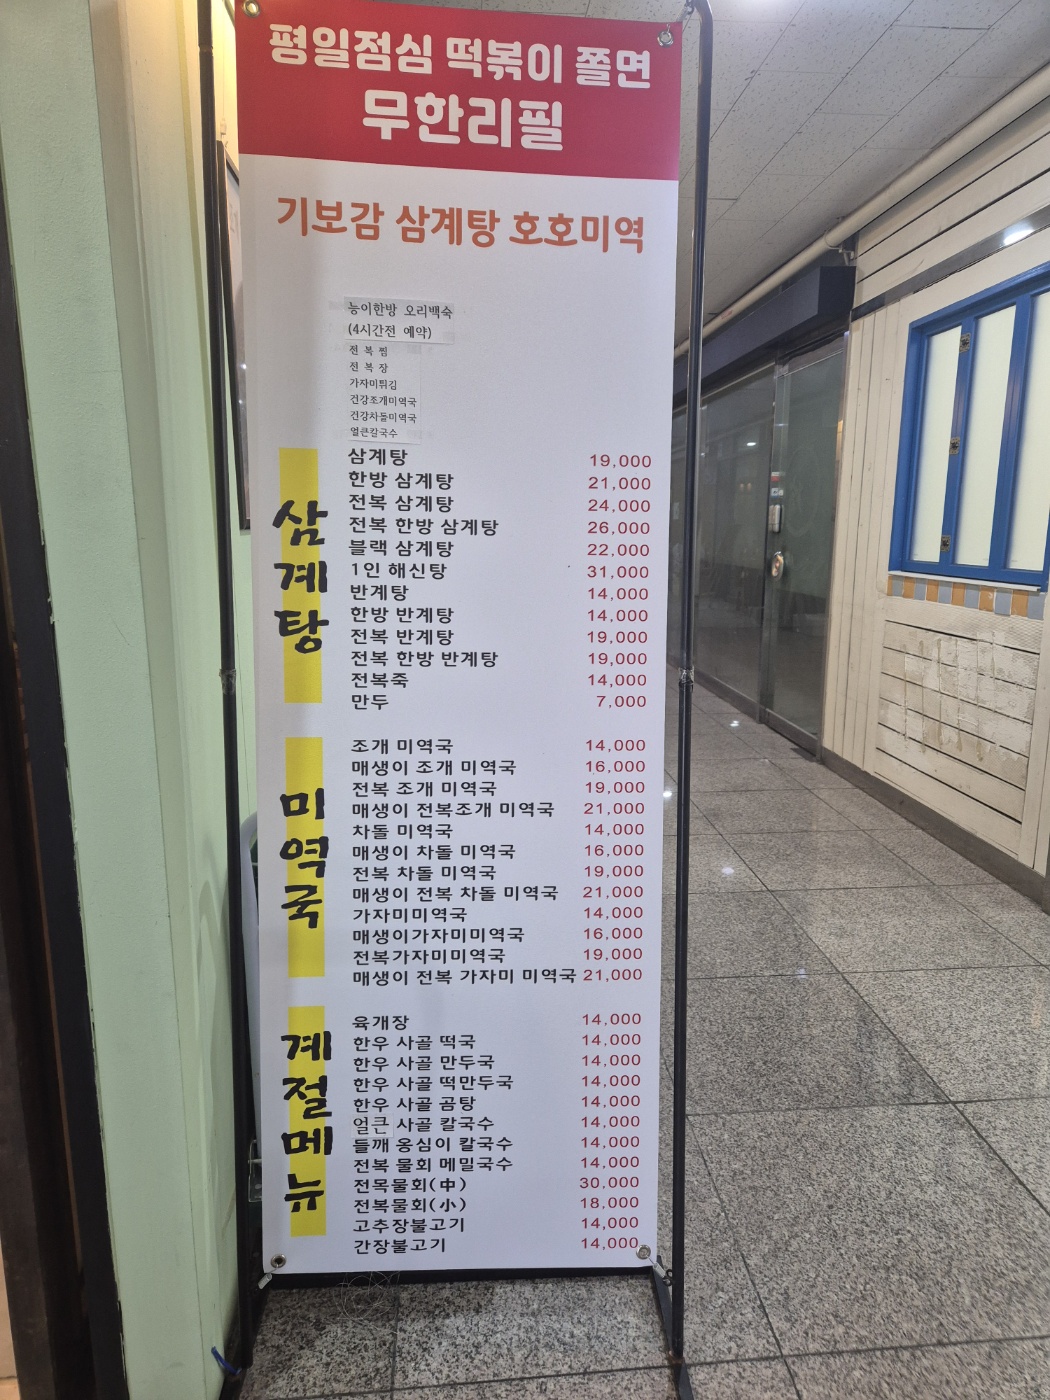 평일점심 떡볶이 쫄면
무한리필
기보감 삼계탕 호호미역
능이한방 오리백숙
(4시간전 예약)
전 복 찜
전 복 장
가자미튀김
건강조개미역국
건강차돌미역국
얼큰칼국수
삼계탕
삼계탕 19,000
한방 삼계탕 21,000
전복 삼계탕 24,000
전복 한방 삼계탕 26,000
블랙 삼계탕 22,000
1인 해신탕 31,000
반계탕 14,000
한방 반계탕 14,000
전복 반계탕 19,000
전복 한방 반계탕 19,000
전복죽 14,000
만두 7,000
미역국
조개 미역국 14,000
매생이 조개 미역국 16,000
전복 조개 미역국 19,000
매생이 전복조개 미역국 21,000
차돌 미역국 14,000
매생이 차돌 미역국 16,000
전복 차돌 미역국 19,000
매생이 전복 차돌 미역국 21,000
가자미미역국 14,000
매생이가자미미역국 16,000
전복가자미미역국 19,000
매생이 전복 가자미 미역국 21,000
계절메뉴
육개장 14,000
한우 사골 떡국 14,000
한우 사골 만두국 14,000
한우 사골 떡만두국 14,000
한우 사골 곰탕 14,000
얼큰 사골 칼국수 14,000
들깨 옹심이 칼국수 14,000
전복 물회 메밀국수 14,000
전목물회(中) 30,000
전복물회(小) 18,000
고추장불고기 14,000
간장불고기 14,000